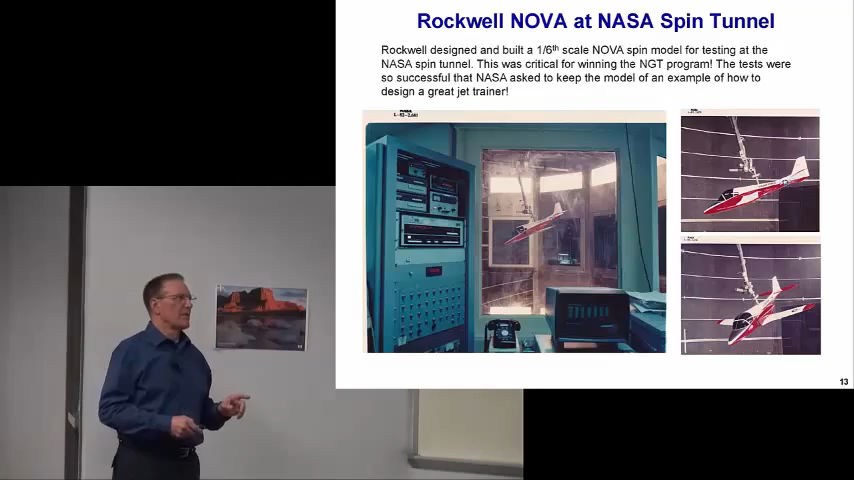 Rockwell NOVA at NASA Spin Tunnel
Rockwell designed and built a 1/6th scale NOVA spin model for testing at the
NASA spin tunnel. This was critical for winning the NGT program! The tests were
so successful that NASA asked to keep the model of an example of how to
design a great jet trainer!
13